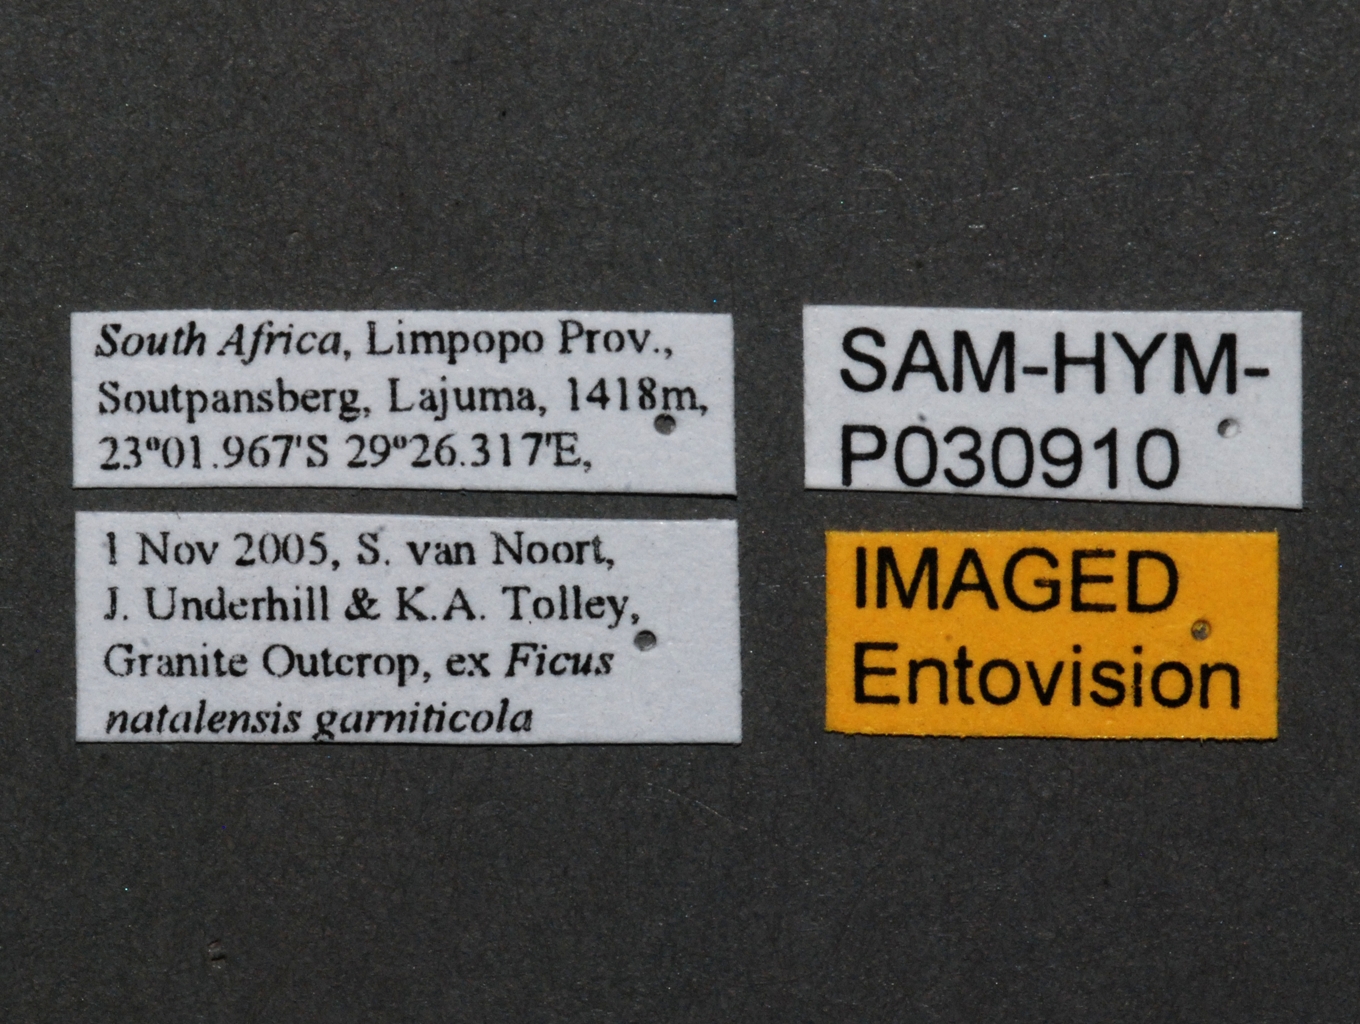 South Africa, Limpopo Prov.,
Soutpansberg, Lajuma, 1418m,
23º01.967'S 29º26.317'E,
1 Nov 2005, S. van Noort,
J. Underhill & K.A. Tolley,
Granite Outcrop, ex Ficus
natalensis garniticola
SAM-HYM-
P030910
IMAGED
Entovision